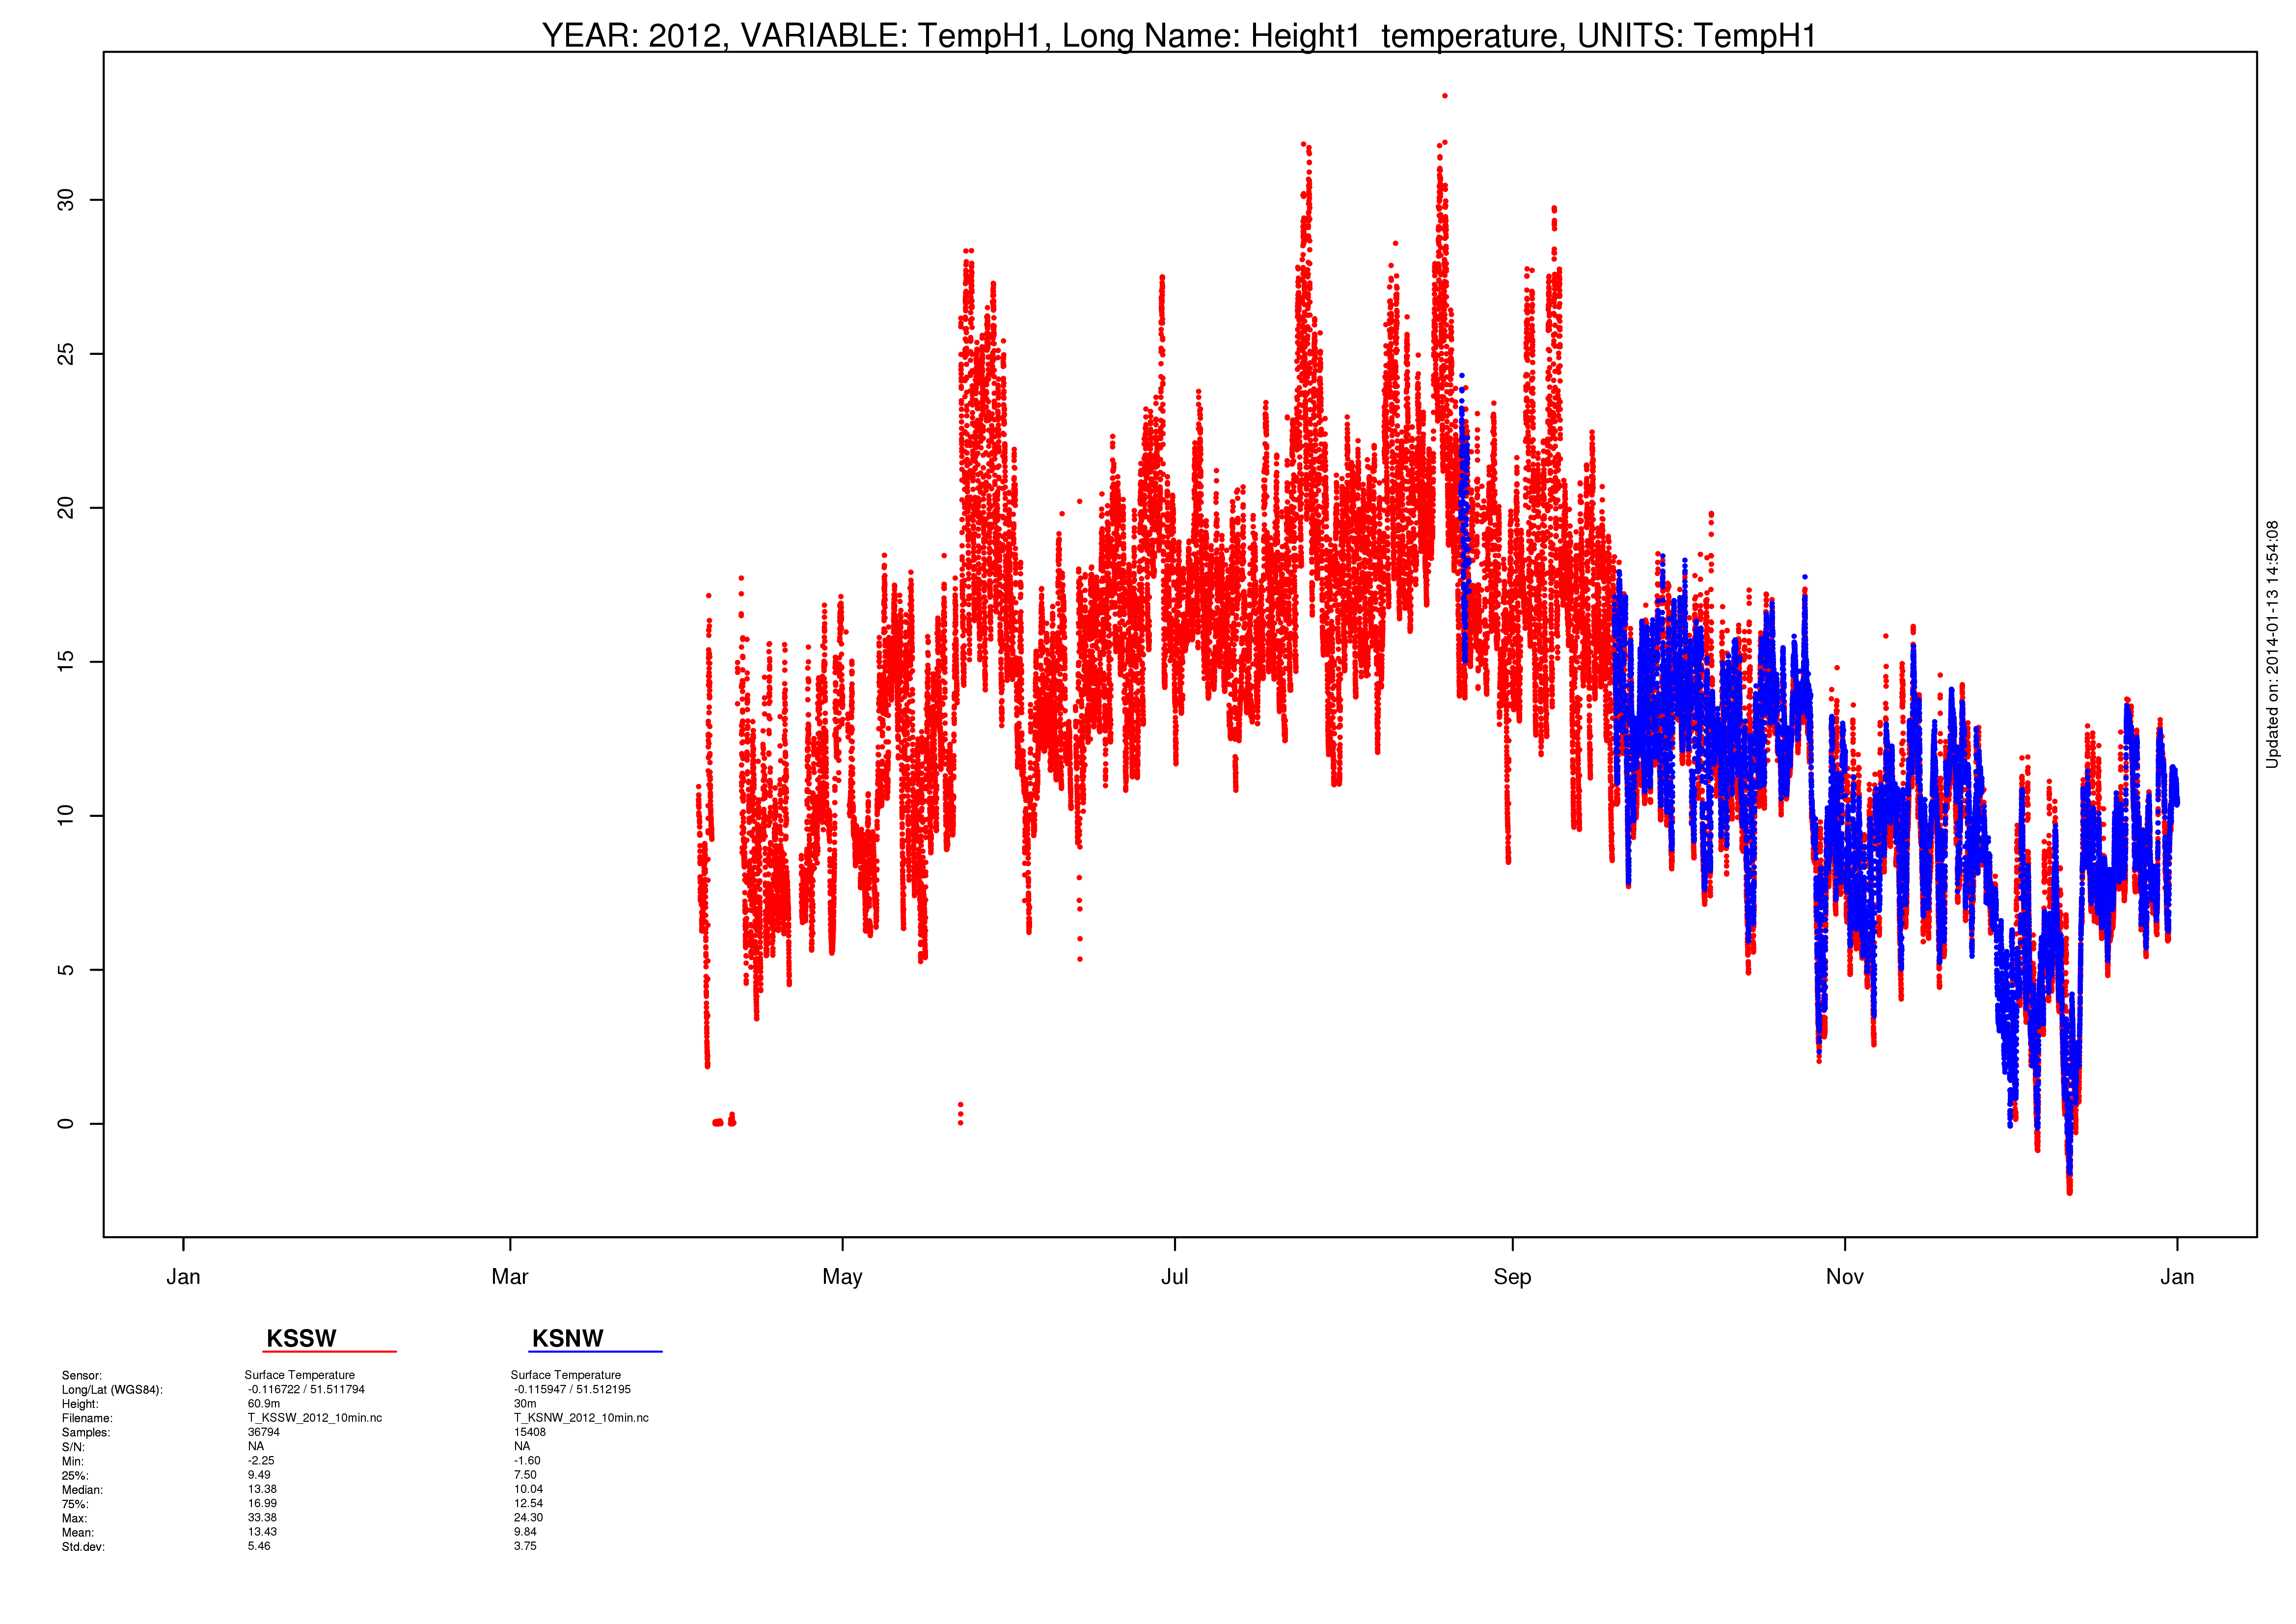 YEAR: 2012, VARIABLE: TempH1, Long Name: Height1 temperature, UNITS: TempH1
30
25
20
15
10
5
0
Jan Mar May Jul Sep Nov Jan
Updated on: 2014-01-13 14:54:08
KSSW KSNW
Sensor: Surface Temperature Surface Temperature
Long/Lat (WGS84): -0.116722 / 51.511794 -0.115947 / 51.512195
Height: 60.9m 30m
Filename: T_KSSW_2012_10min.nc T_KSNW_2012_10min.nc
Samples: 36794 15408
S/N: NA NA
Min: -2.25 -1.60
25%: 9.49 7.50
Median: 13.38 10.04
75%: 16.99 12.54
Max: 33.38 24.30
Mean: 13.43 9.84
Std.dev: 5.46 3.75